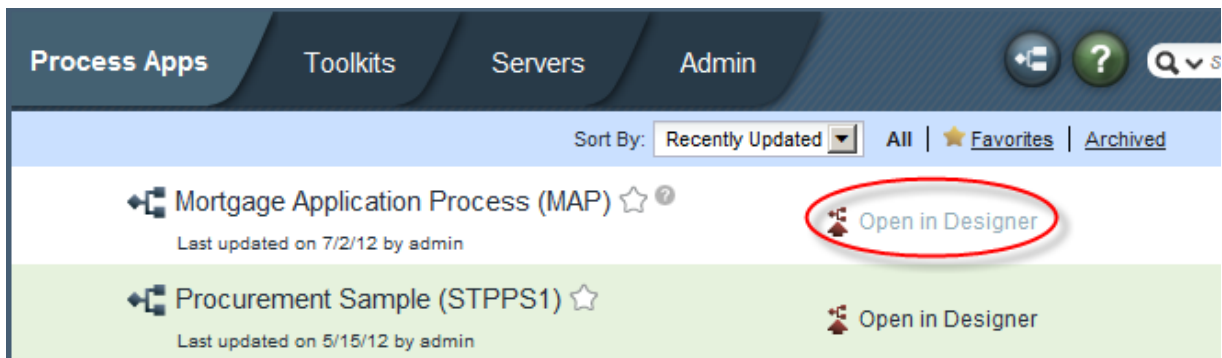 Process Apps Toolkits Servers Admin ?
Sort By: Recently Updated All | Favorites | Archived
Mortgage Application Process (MAP) ?
Last updated on 7/2/12 by admin
Open in Designer
Procurement Sample (STPPS1)
Last updated on 5/15/12 by admin
Open in Designer